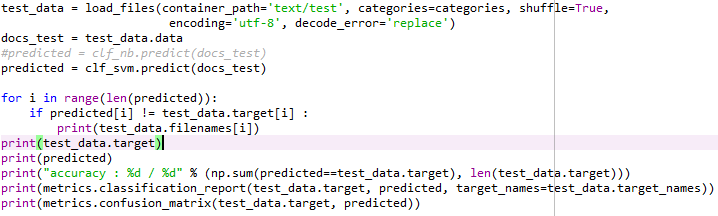 test_data = load_files(container_path='text/test', categories=categories, shuffle=True,
                       encoding='utf-8', decode_error='replace')
docs_test = test_data.data
#predicted = clf_nb.predict(docs_test)
predicted = clf_svm.predict(docs_test)

for i in range(len(predicted)):
    if predicted[i] != test_data.target[i] :
        print(test_data.filenames[i])
print(test_data.target)
print(predicted)
print("accuracy : %d / %d" % (np.sum(predicted==test_data.target), len(test_data.target)))
print(metrics.classification_report(test_data.target, predicted, target_names=test_data.target_names))
print(metrics.confusion_matrix(test_data.target, predicted))